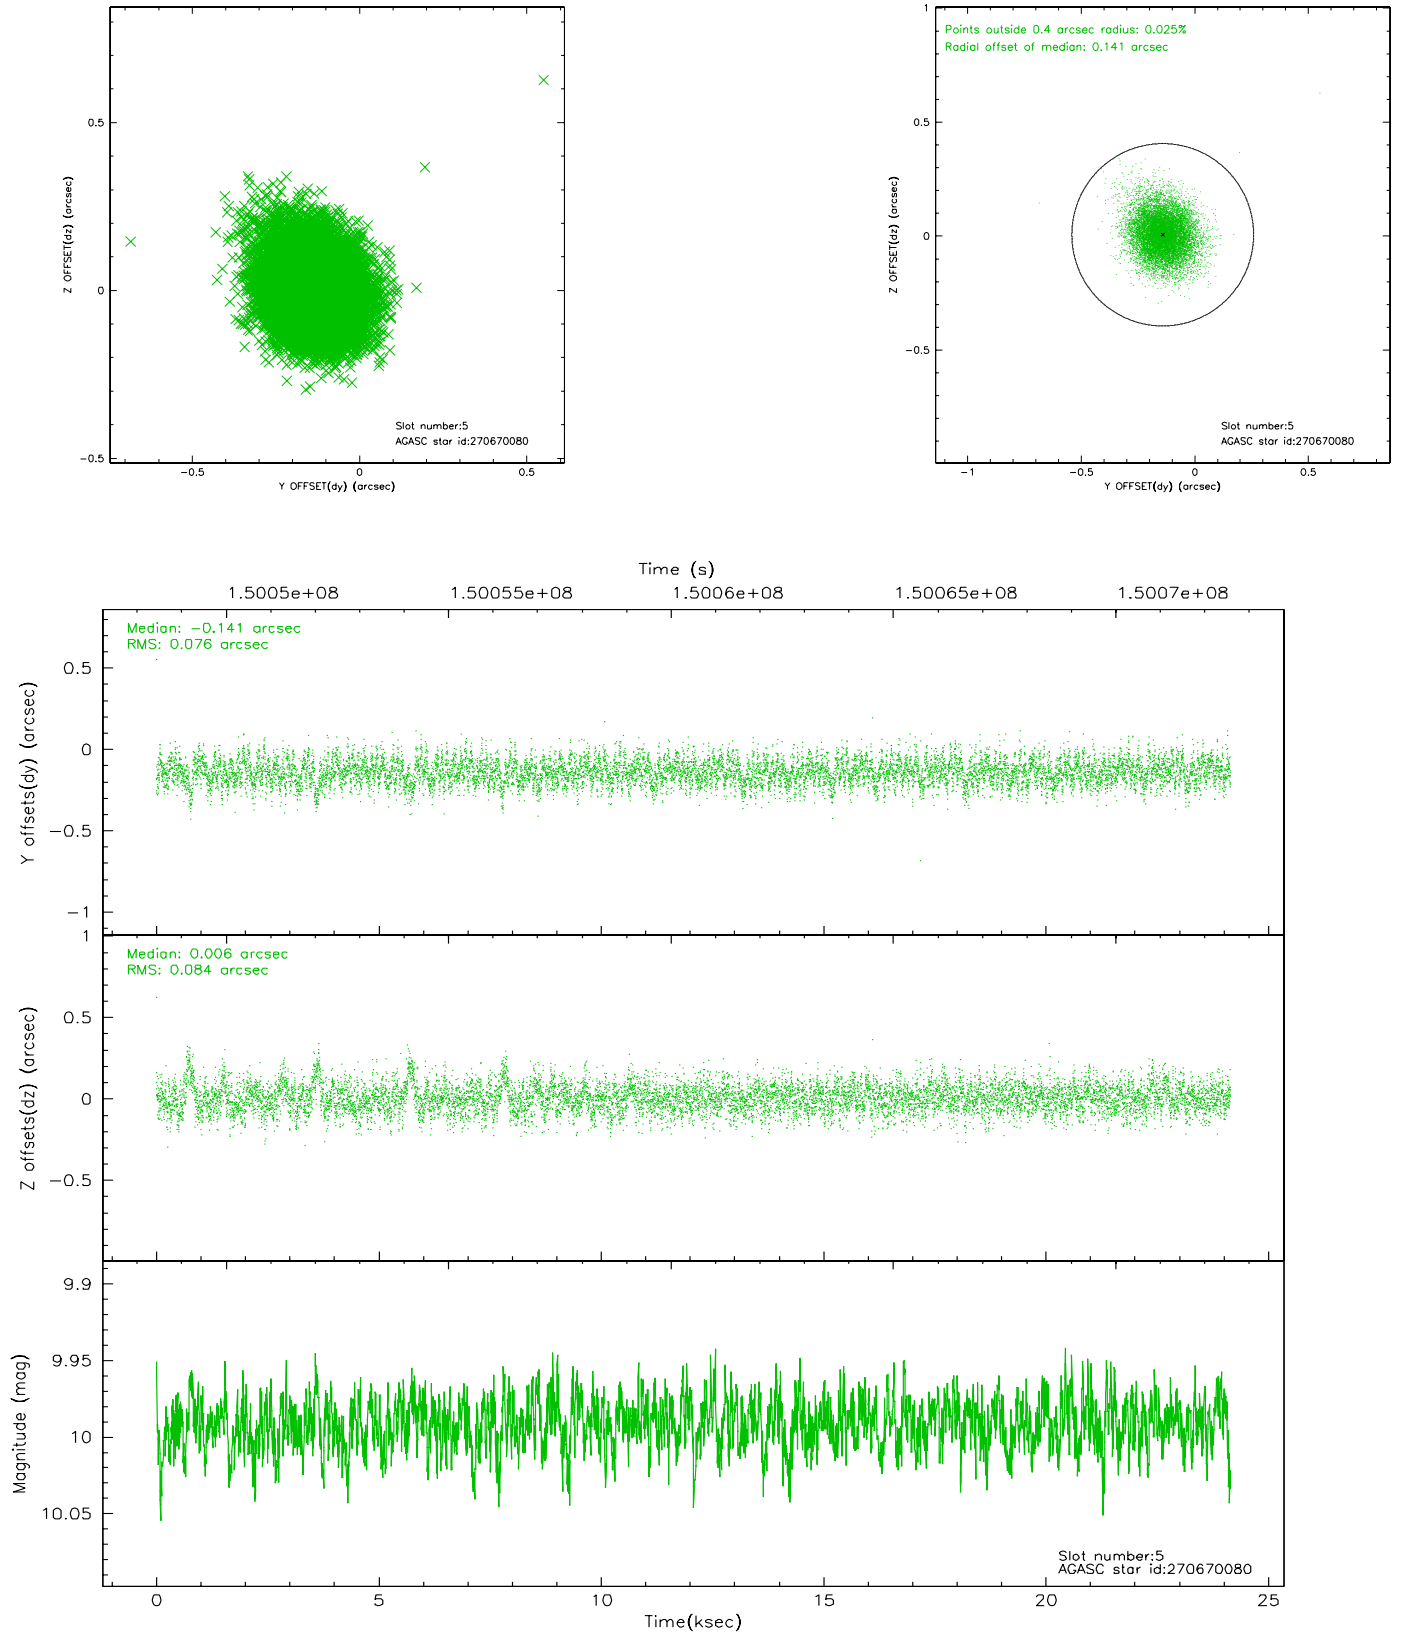 0.5
0
−0.5
−0.5
0
0.5
Z OFFSET(dz) (arcsec)
Y OFFSET(dy) (arcsec)
Slot number:5
AGASC star id:270670080
Points outside 0.4 arcsec radius: 0.025%
Radial offset of median: 0.141 arcsec
1
0.5
0
−0.5
−1
−0.5
0
0.5
Z OFFSET(dz) (arcsec)
Y OFFSET(dy) (arcsec)
Slot number:5
AGASC star id:270670080
Time (s)
1.5005e+08
1.50055e+08
1.5006e+08
1.50065e+08
1.5007e+08
Median: −0.141 arcsec
RMS: 0.076 arcsec
0.5
0
−0.5
−1
Y offsets(dy) (arcsec)
Median: 0.006 arcsec
RMS: 0.084 arcsec
1
0.5
0
−0.5
Z offsets(dz) (arcsec)
9.9
9.95
10
10.05
Magnitude (mag)
Slot number:5
AGASC star id:270670080
0
5
10
15
20
25
Time(ksec)